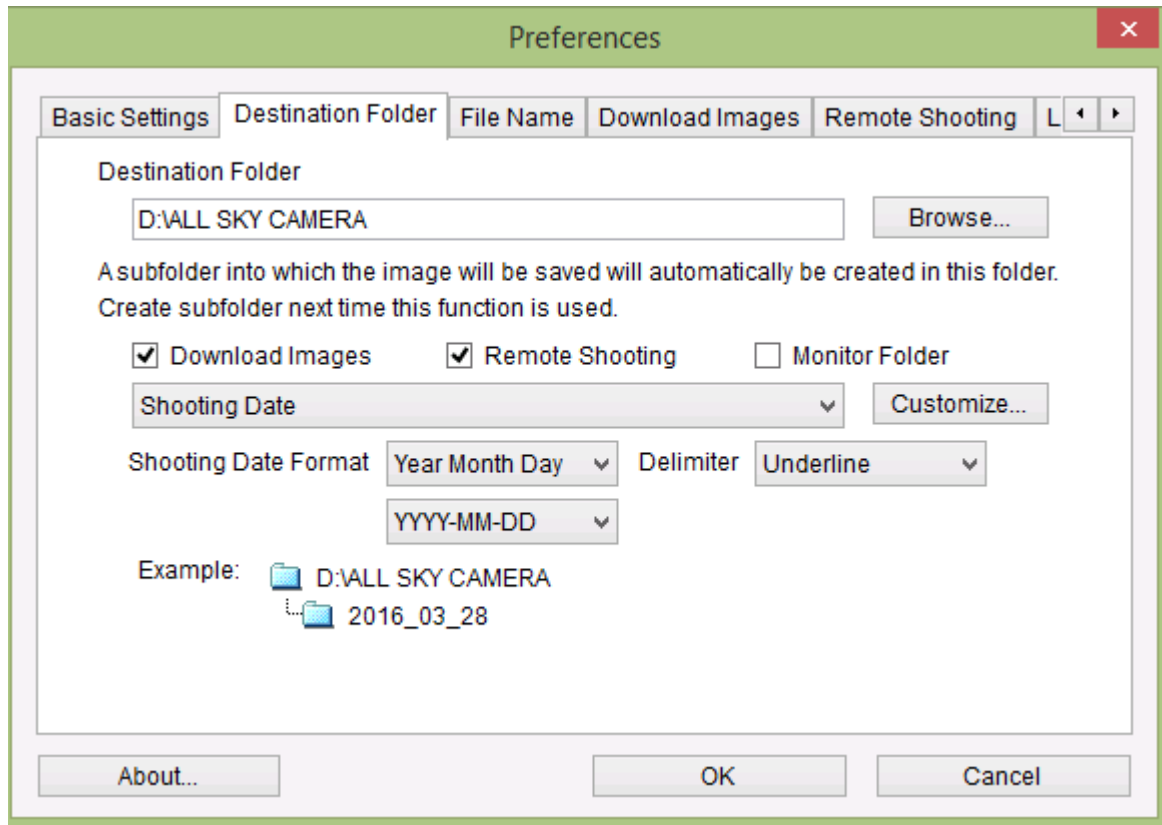 Preferences
Basic Settings Destination Folder File Name Download Images Remote Shooting L
Destination Folder
D:\ALL SKY CAMERA Browse...
A subfolder into which the image will be saved will automatically be created in this folder.
Create subfolder next time this function is used.
Download Images Remote Shooting Monitor Folder
Shooting Date Customize...
Shooting Date Format Year Month Day Delimiter Underline
YYYY-MM-DD
Example: D:\ALL SKY CAMERA
2016_03_28
About... OK Cancel